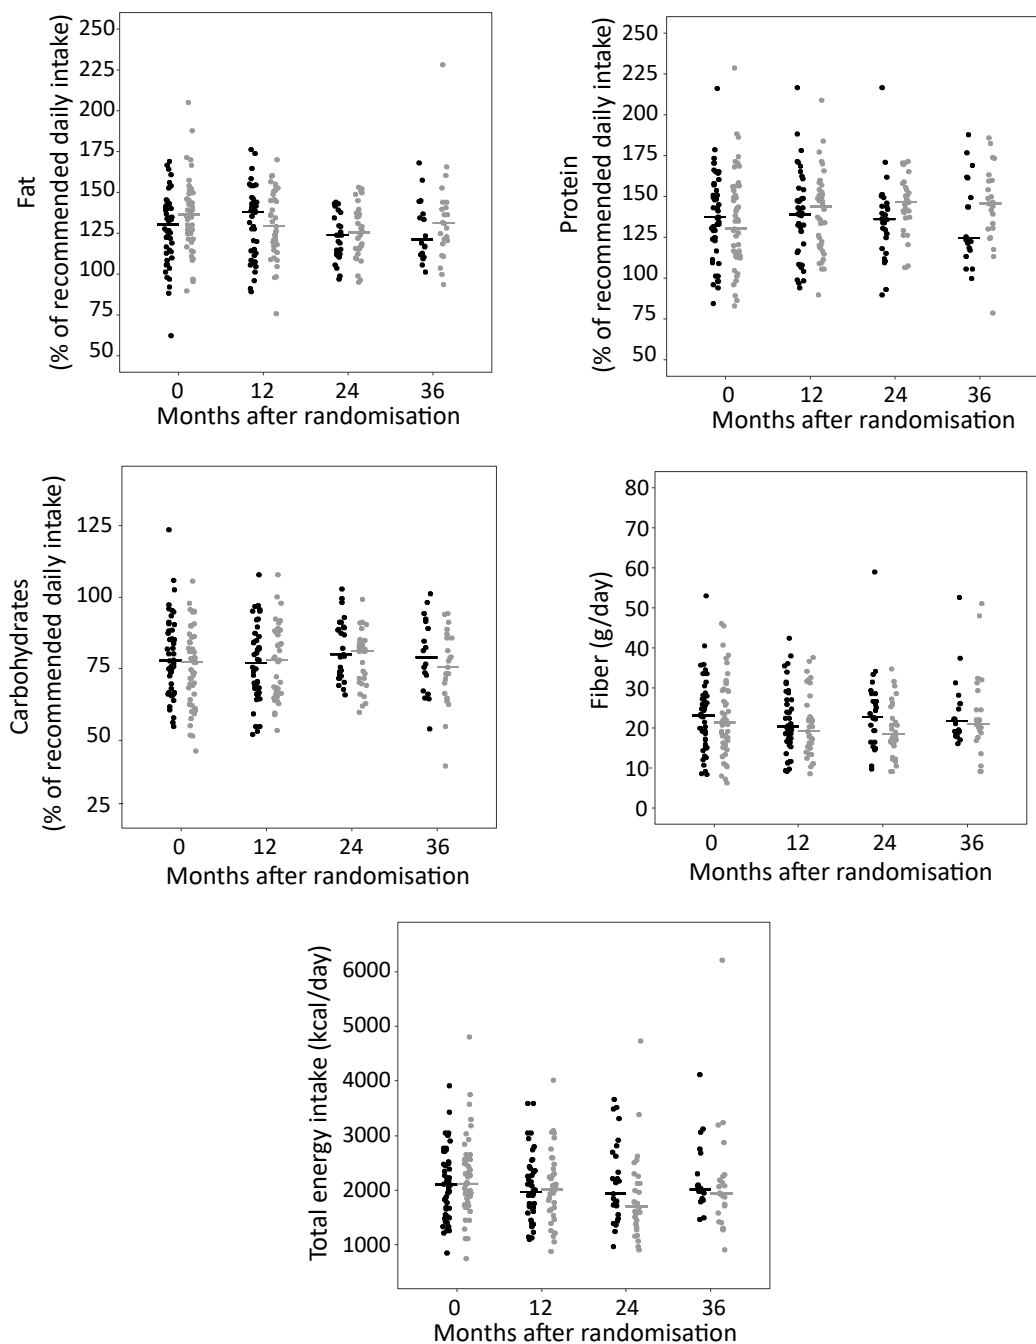 Fat
(% of recommended daily intake)
250
225
200
175
150
125
100
75
50
0 12 24 36
Months after randomisation
Protein
(% of recommended daily intake)
250
225
200
175
150
125
100
75
50
0 12 24 36
Months after randomisation
Carbohydrates
(% of recommended daily intake)
125
100
75
50
25
0 12 24 36
Months after randomisation
Fiber (g/day)
80
70
60
50
40
30
20
10
0
0 12 24 36
Months after randomisation
Total energy intake (kcal/day)
6000
5000
4000
3000
2000
1000
0 12 24 36
Months after randomisation